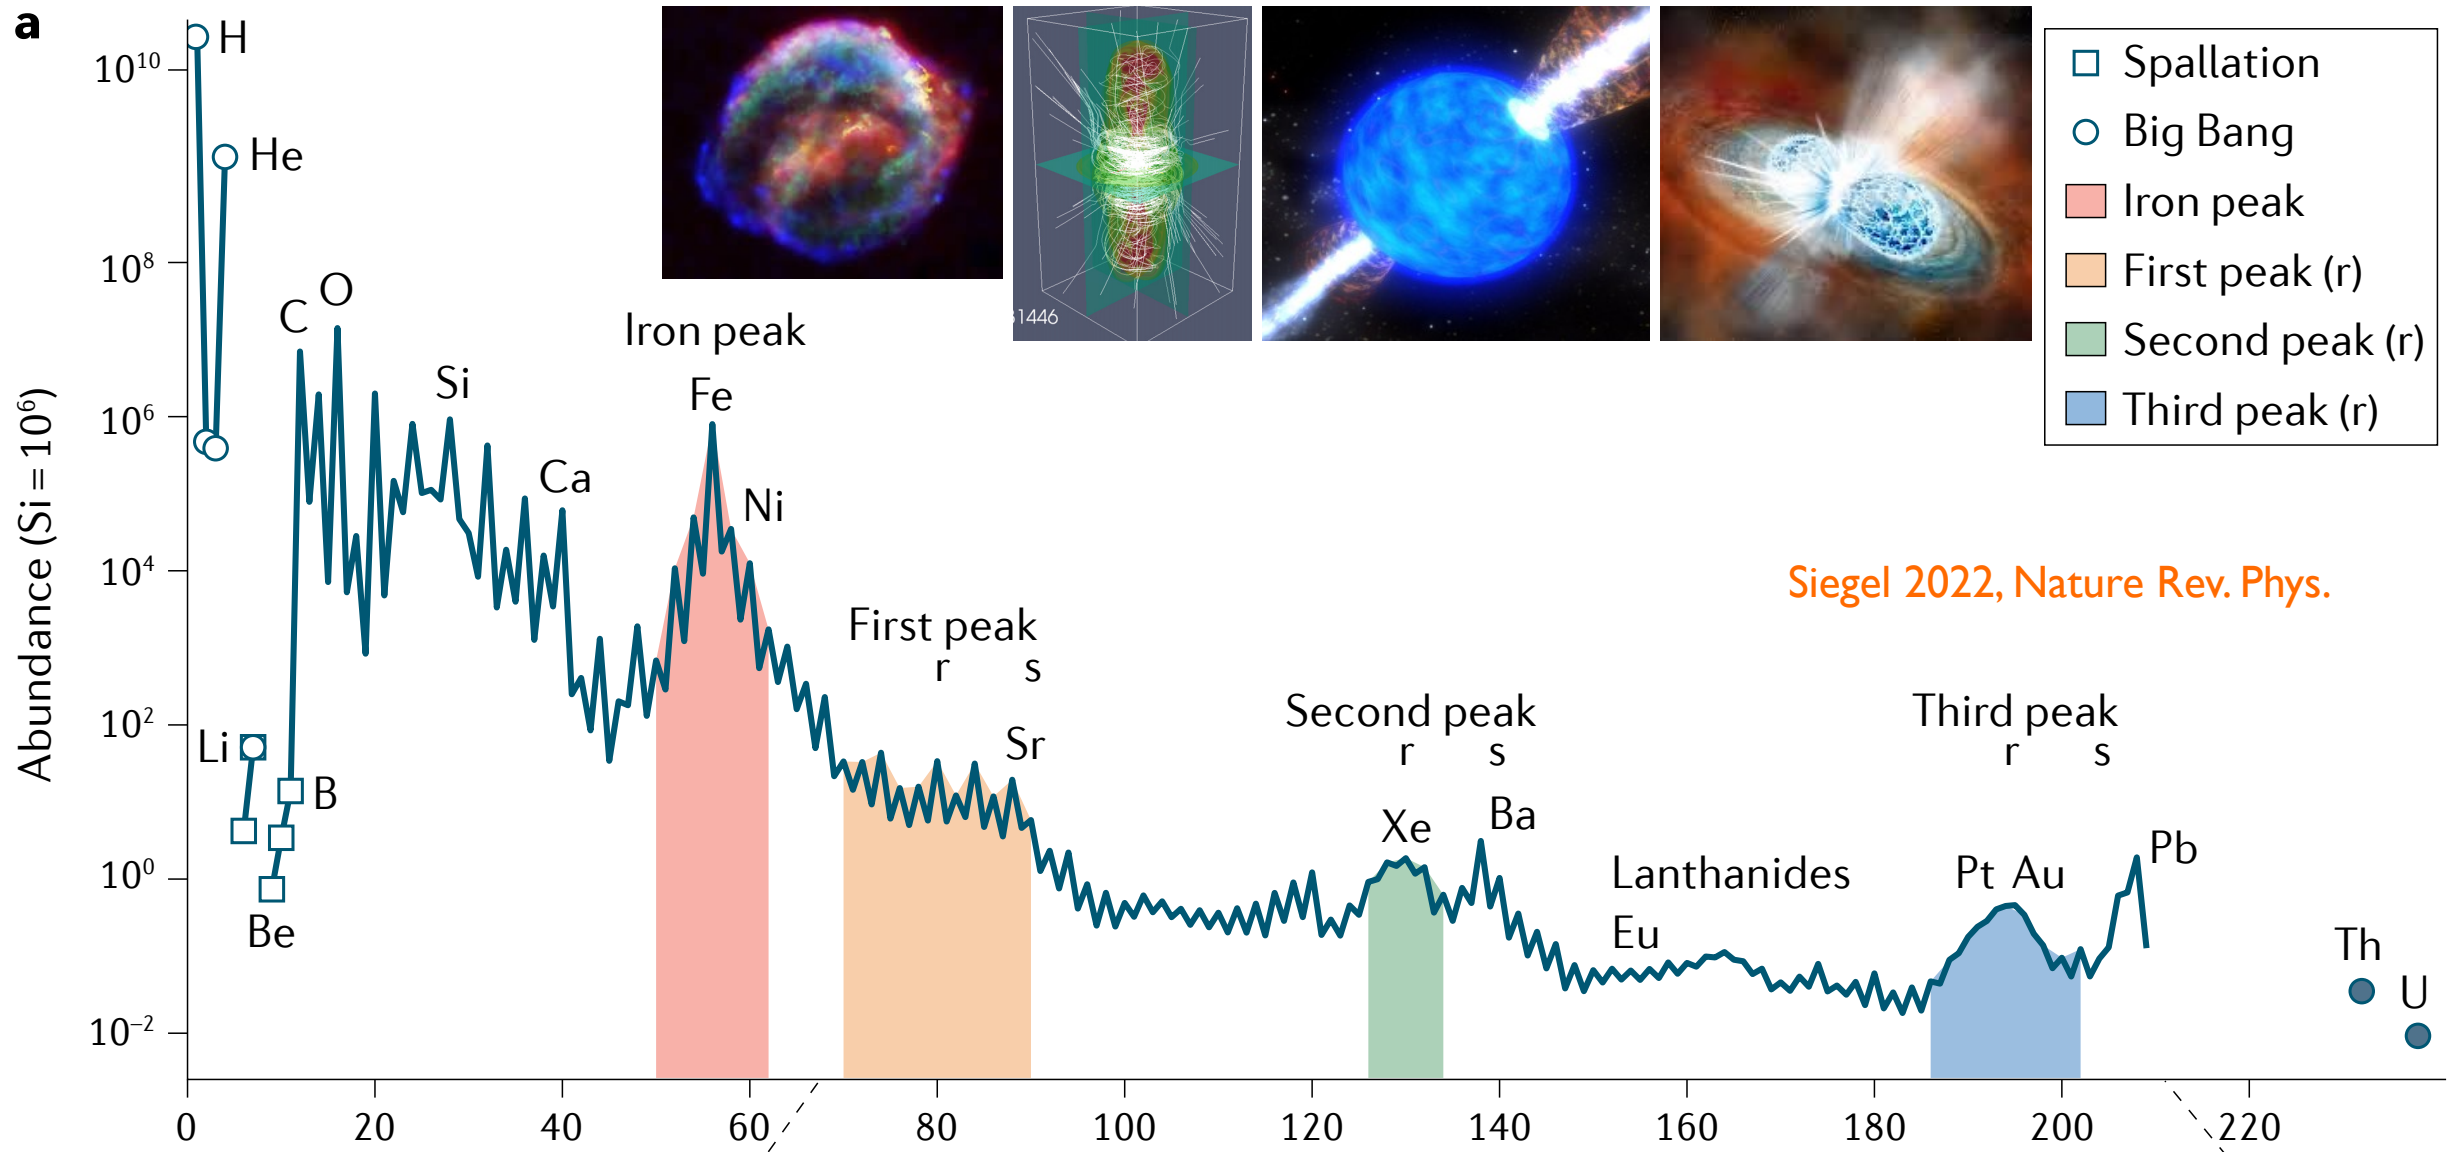 a
H
He
C
O
Si
Ca
Iron peak
Fe
Ni
Li
B
Be
First peak
r s
Sr
Second peak
r s
Xe
Ba
Lanthanides
Eu
Third peak
r s
Pt Au
Pb
Th
U
31446
Spallation
Big Bang
Iron peak
First peak (r)
Second peak (r)
Third peak (r)
Siegel 2022, Nature Rev. Phys.
Abundance (Si = 10⁶)
10¹⁰
10⁸
10⁶
10⁴
10²
10⁰
10⁻²
0 20 40 60 80 100 120 140 160 180 200 220